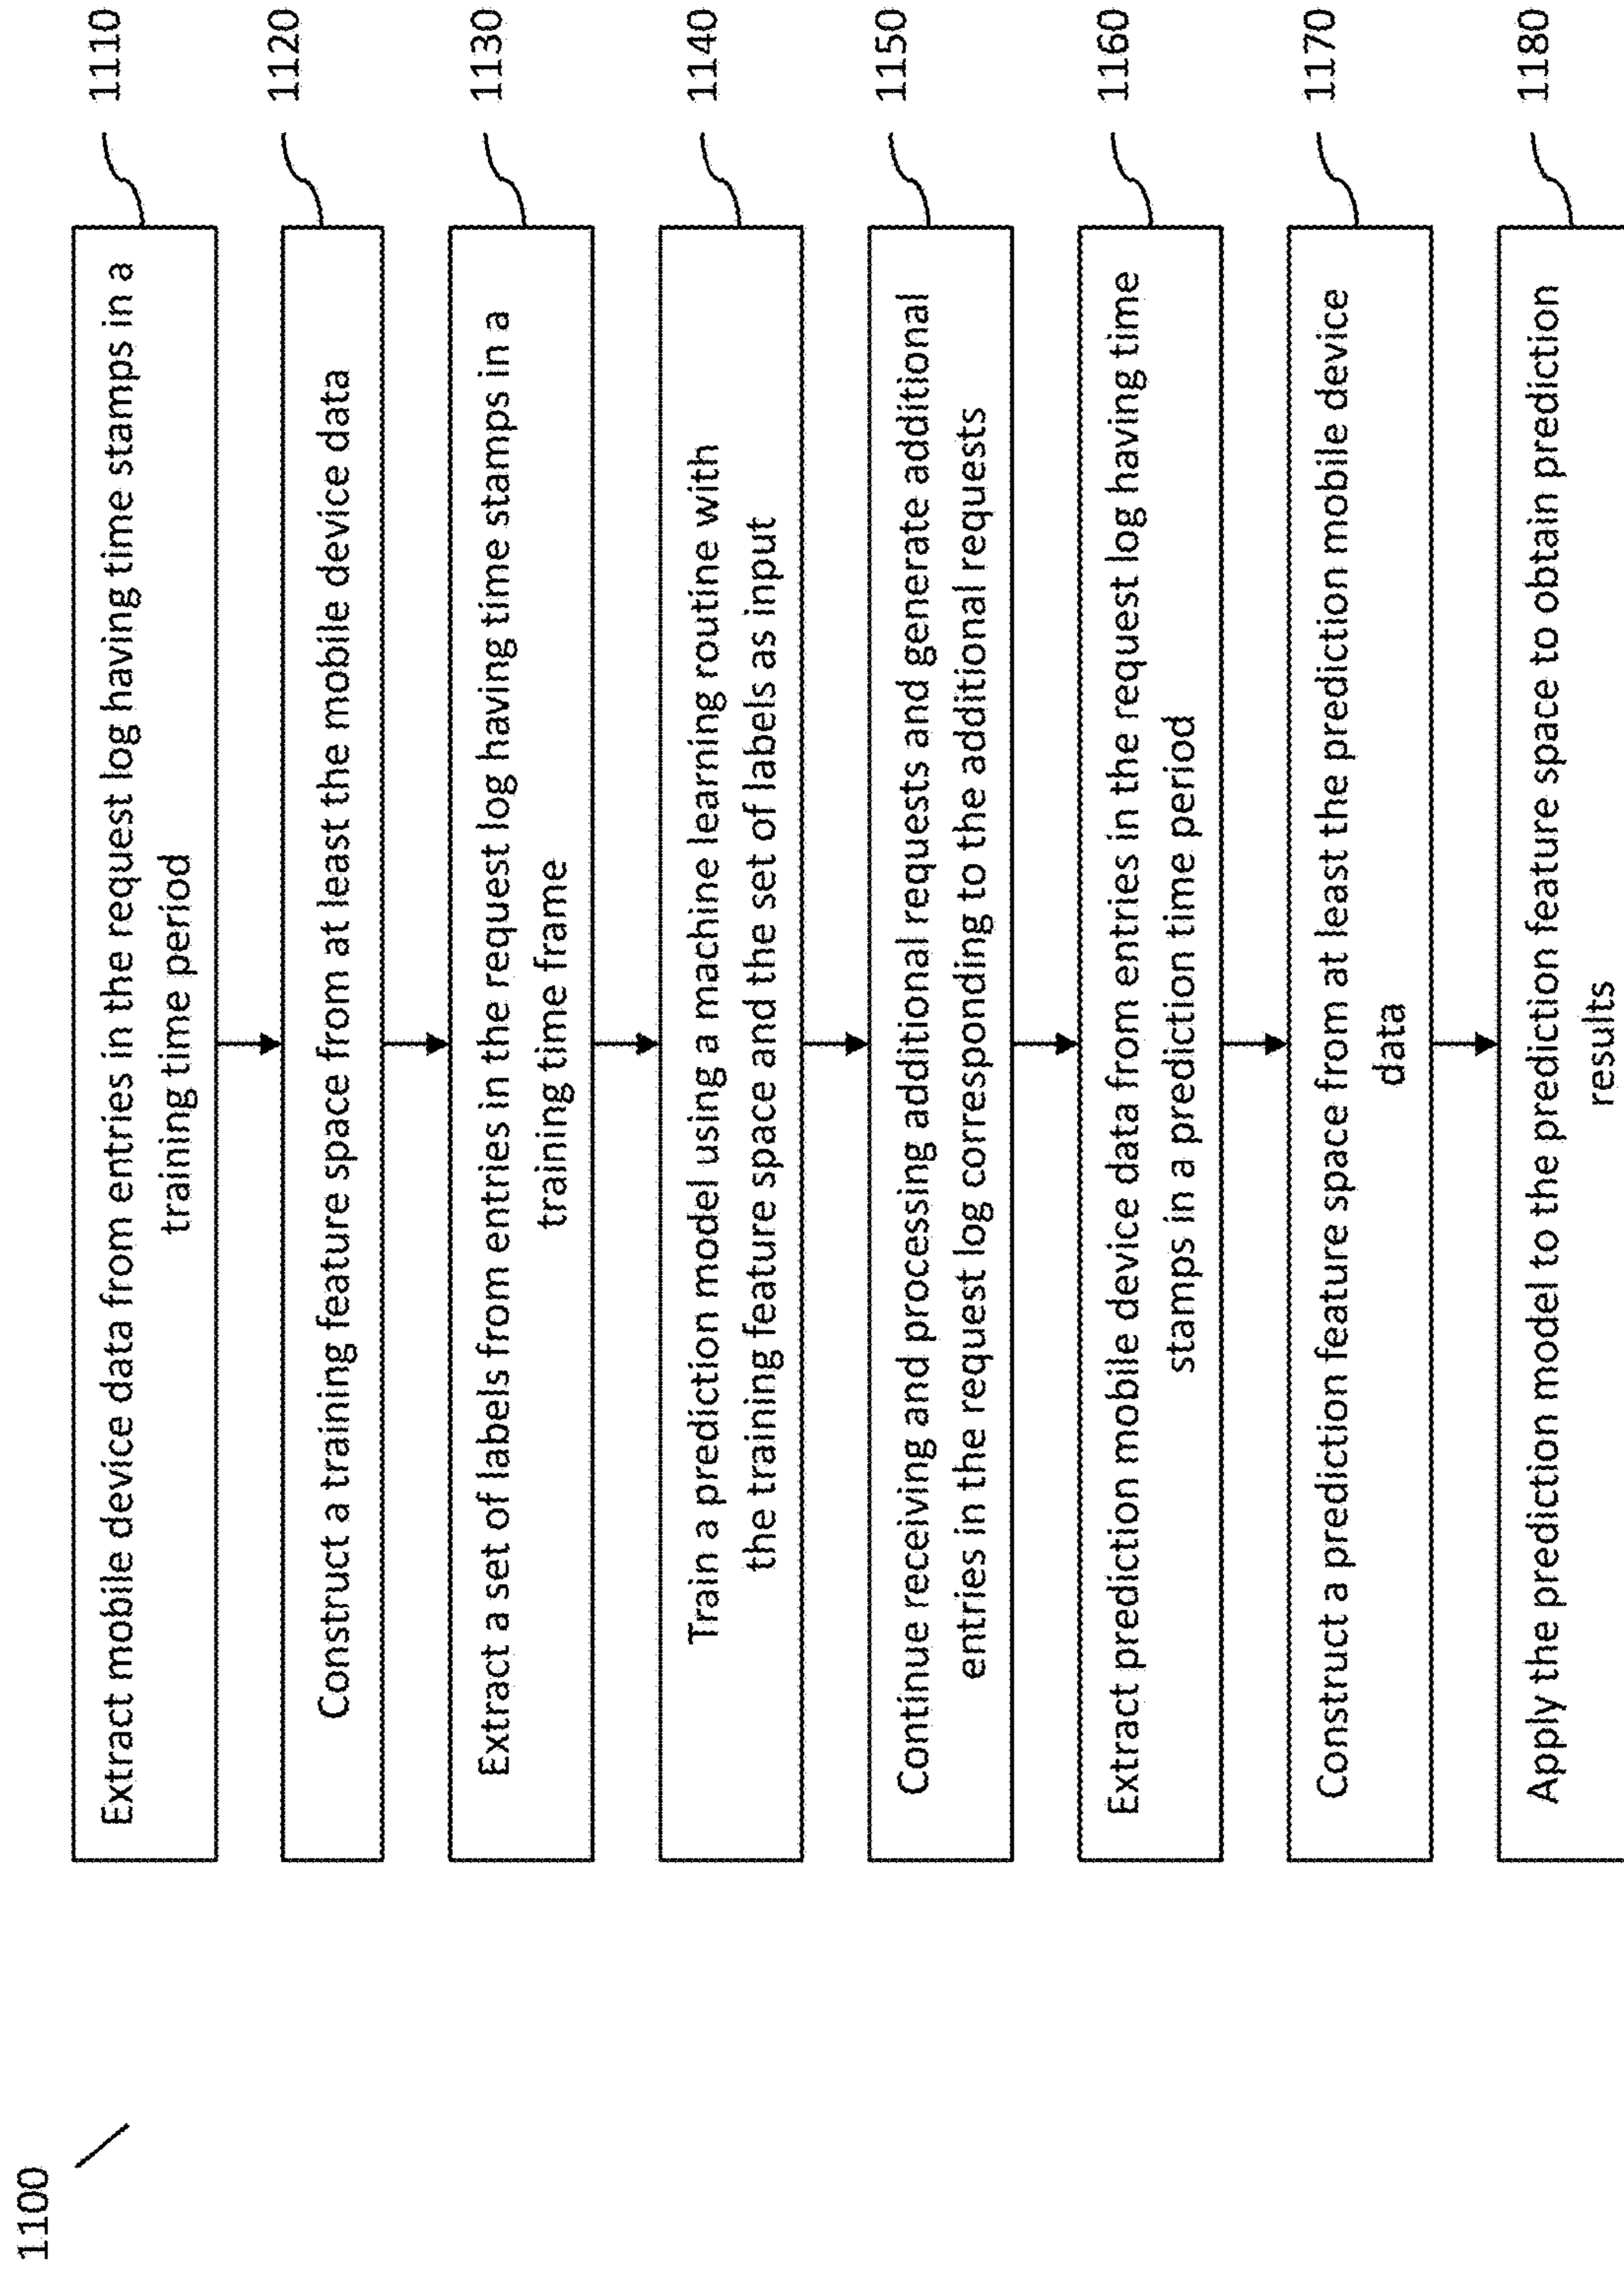 1100
Extract mobile device data from entries in the request log having time stamps in a
training time period
1110
Construct a training feature space from at least the mobile device data
1120
Extract a set of labels from entries in the request log having time stamps in a
training time frame
1130
Train a prediction model using a machine learning routine with
the training feature space and the set of labels as input
1140
Continue receiving and processing additional requests and generate additional
entries in the request log corresponding to the additional requests
1150
Extract prediction mobile device data from entries in the request log having time
stamps in a prediction time period
1160
Construct a prediction feature space from at least the prediction mobile device
data
1170
Apply the prediction model to the prediction feature space to obtain prediction
results
1180